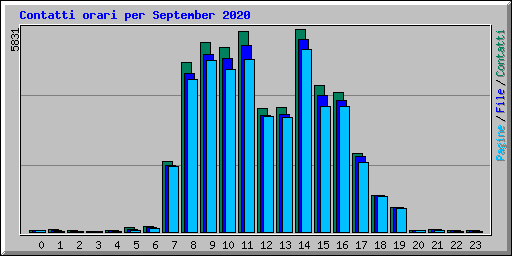 Contatti orari per September 2020
5831
Pagine/File/Contatti
0 1 2 3 4 5 6 7 8 9 10 11 12 13 14 15 16 17 18 19 20 21 22 23